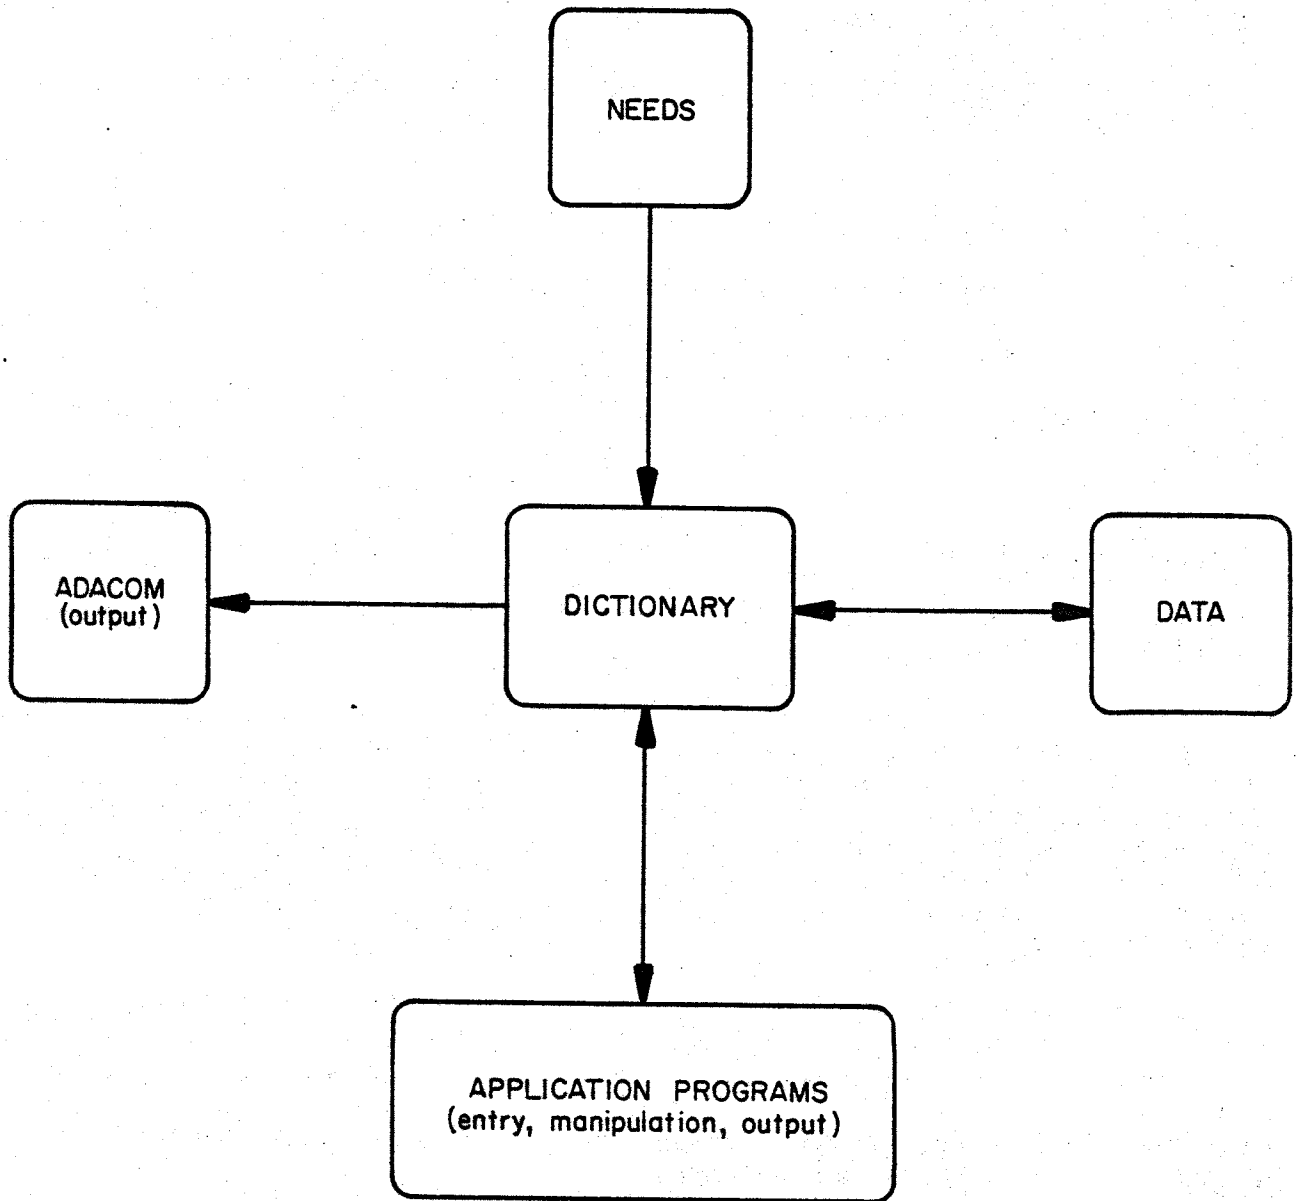 NEEDS
ADACOM
(output)
DICTIONARY
DATA
APPLICATION PROGRAMS
(entry, manipulation, output)